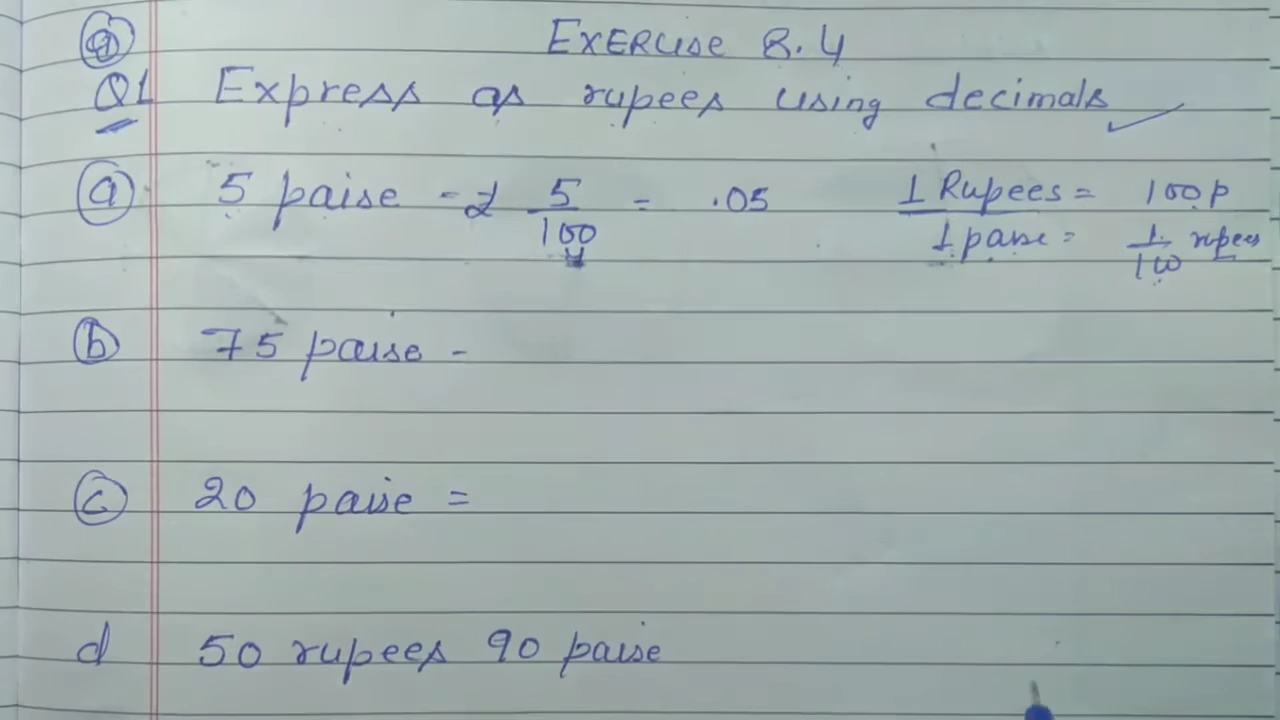 EXERCISE 8.4
Q1 Express as rupees using decimals
a 5 paise - ₹ 5/100 = .05 1 Rupees = 100p
1 paise = 1/100 rupees
b 75 paise -
c 20 paise =
d 50 rupees 90 paise